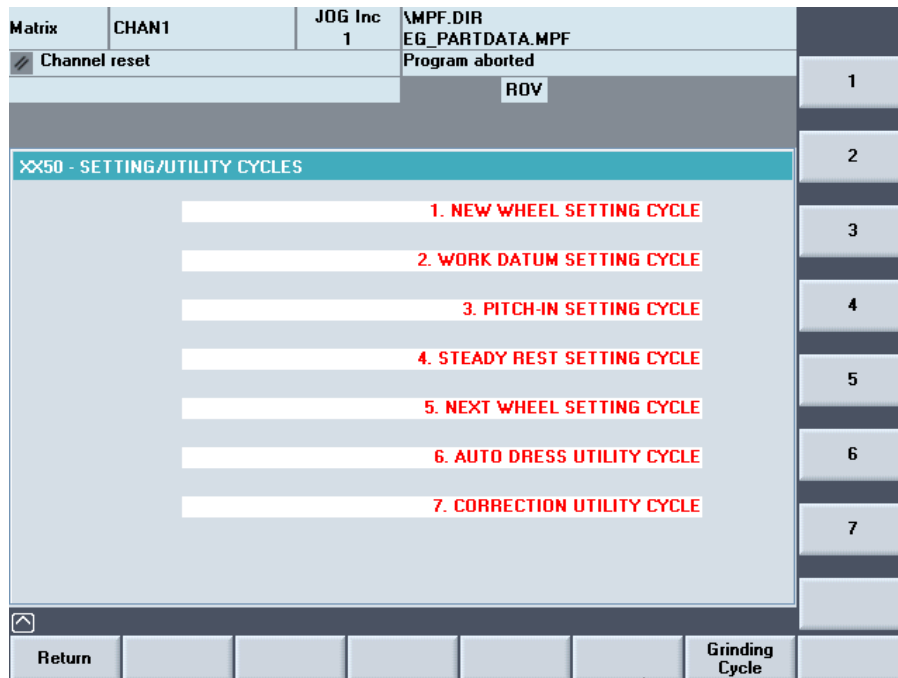 Matrix
CHAN1
JOG Inc
1
\MPF.DIR
EG_PARTDATA.MPF
Channel reset
Program aborted
ROV
XX50 - SETTING/UTILITY CYCLES
1. NEW WHEEL SETTING CYCLE
2. WORK DATUM SETTING CYCLE
3. PITCH-IN SETTING CYCLE
4. STEADY REST SETTING CYCLE
5. NEXT WHEEL SETTING CYCLE
6. AUTO DRESS UTILITY CYCLE
7. CORRECTION UTILITY CYCLE
1
2
3
4
5
6
7
Return
Grinding
Cycle